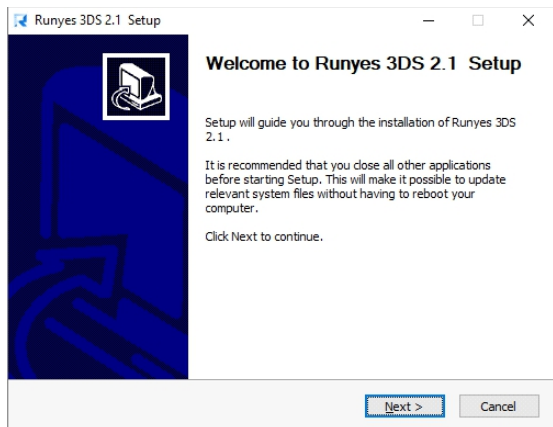 Runyes 3DS 2.1 Setup
Welcome to Runyes 3DS 2.1 Setup
Setup will guide you through the installation of Runyes 3DS
2.1 .
It is recommended that you close all other applications
before starting Setup. This will make it possible to update
relevant system files without having to reboot your
computer.
Click Next to continue.
Next >
Cancel